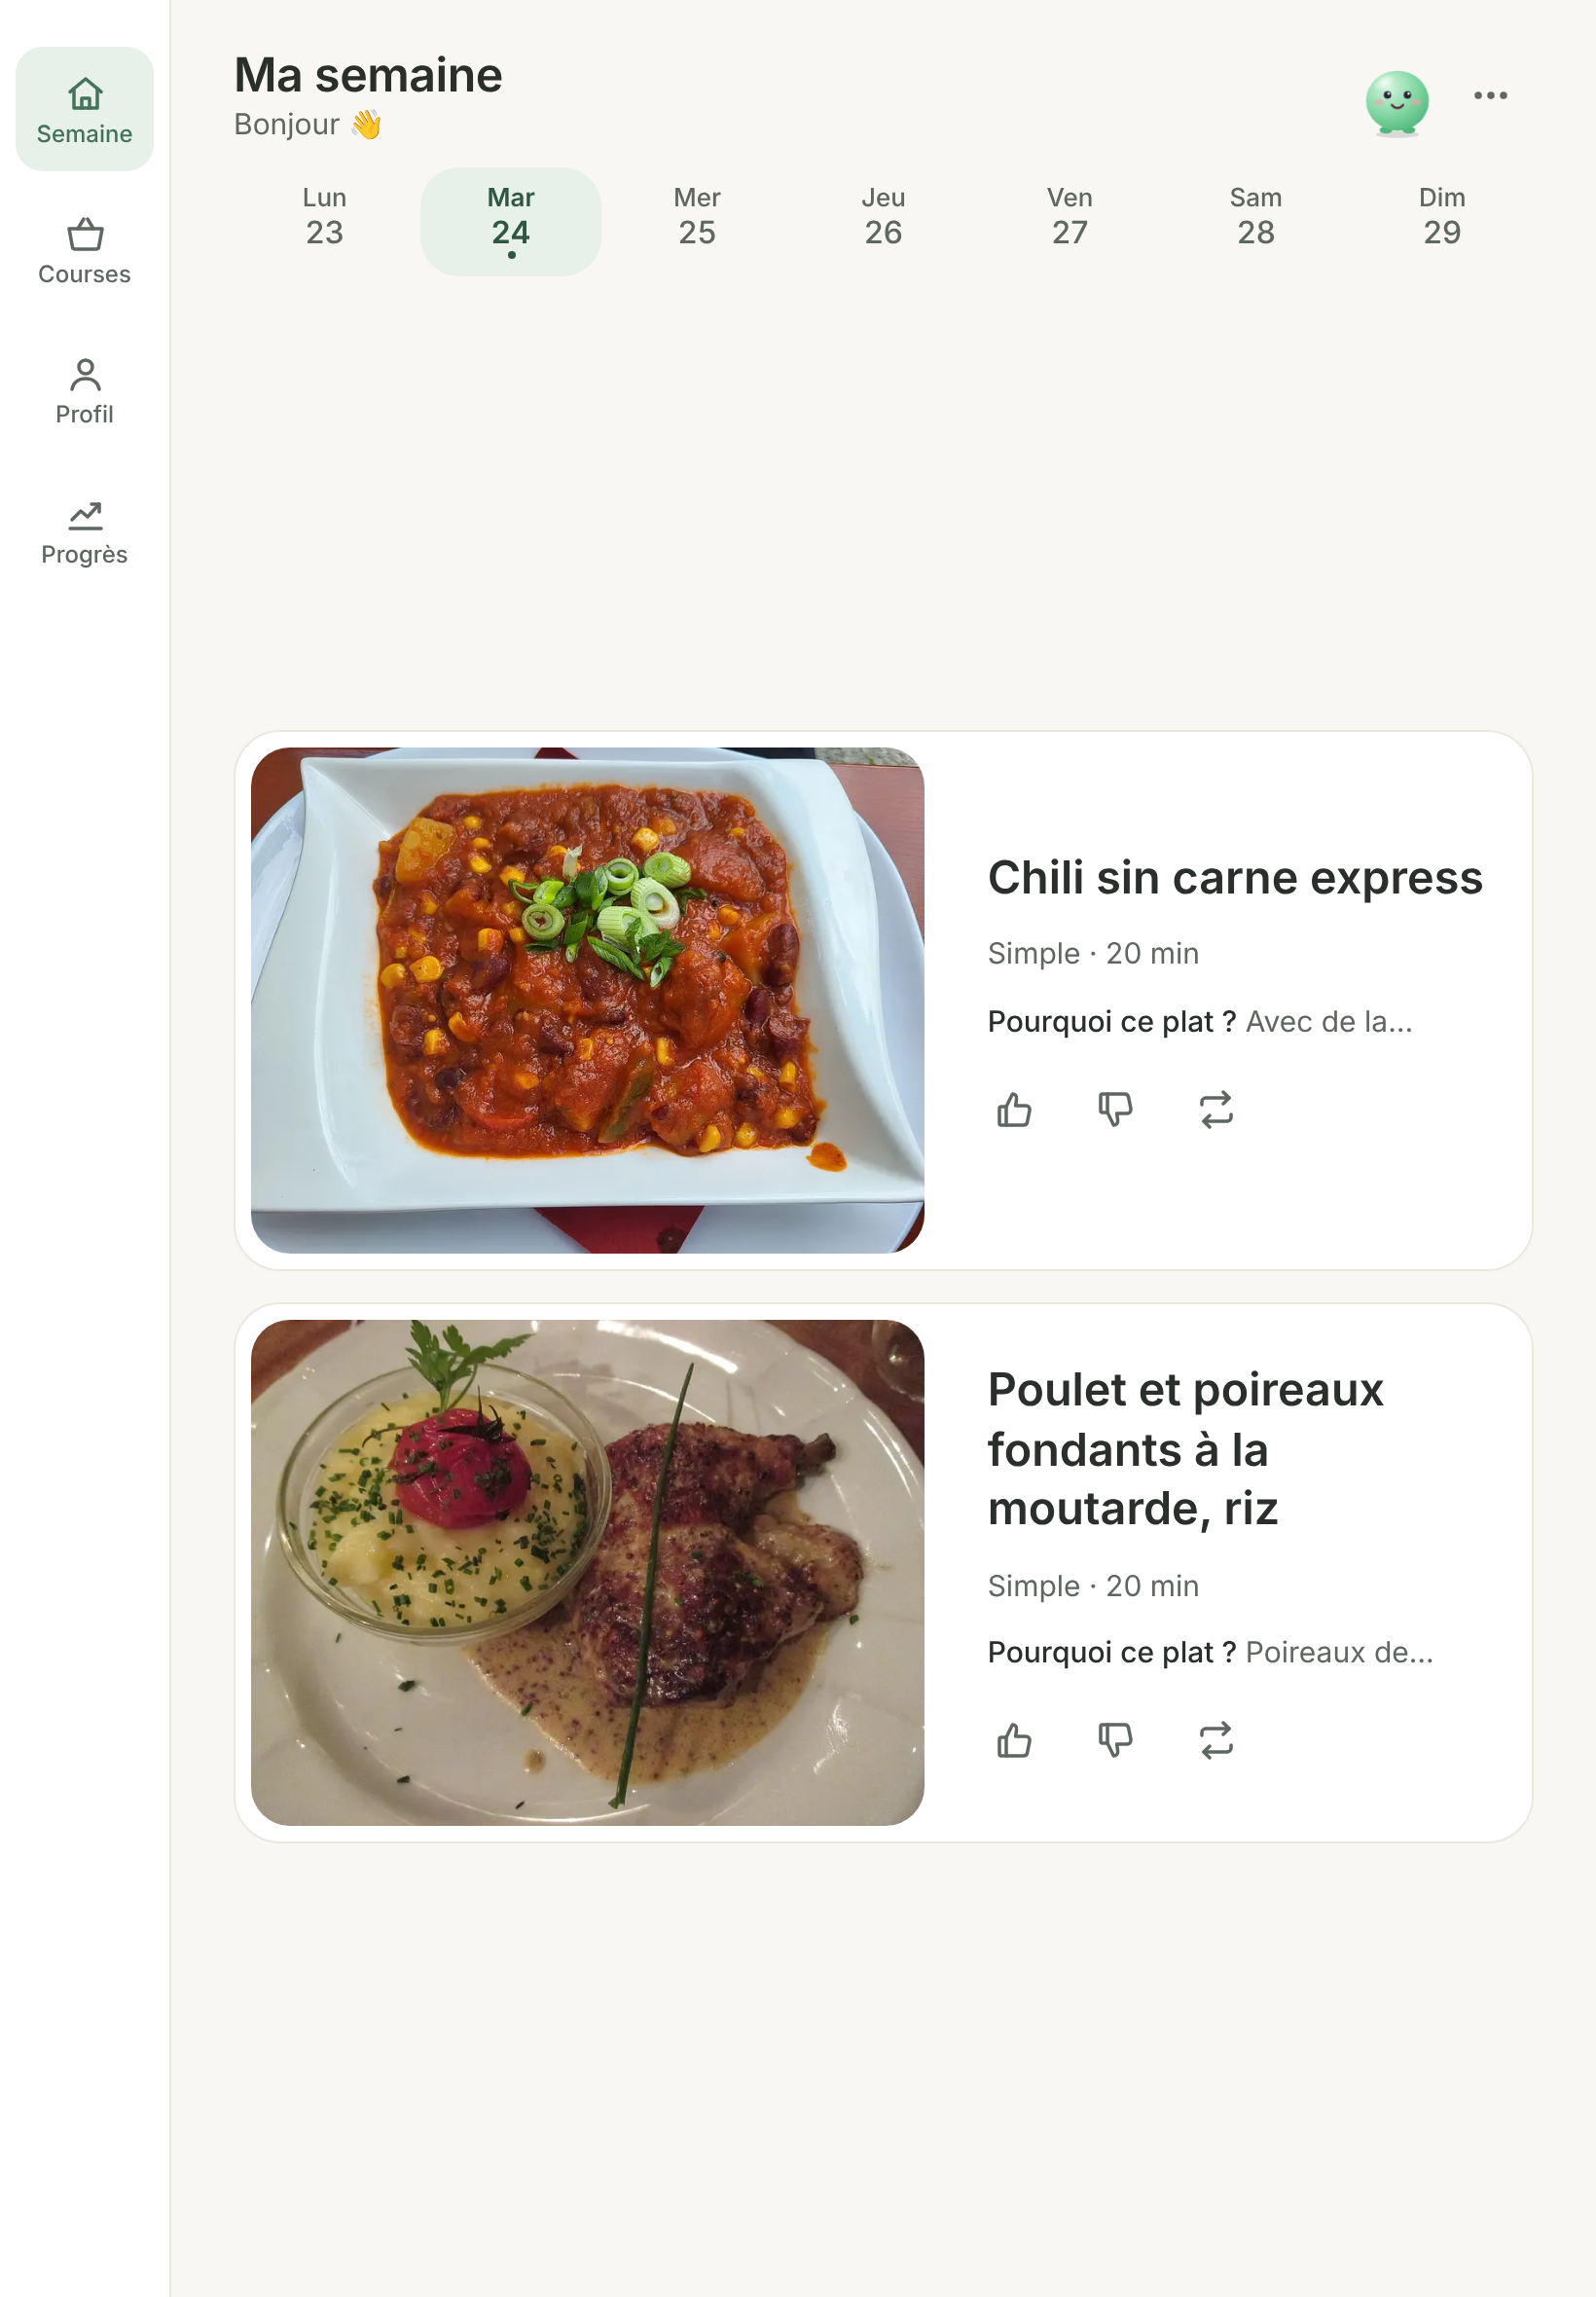 Semaine
Courses
Profil
Progrès
Ma semaine
Bonjour 👋
Lun
23
Mar
24
Mer
25
Jeu
26
Ven
27
Sam
28
Dim
29
Chili sin carne express
Simple · 20 min
Pourquoi ce plat ? Avec de la...
Poulet et poireaux
fondants à la
moutarde, riz
Simple · 20 min
Pourquoi ce plat ? Poireaux de...